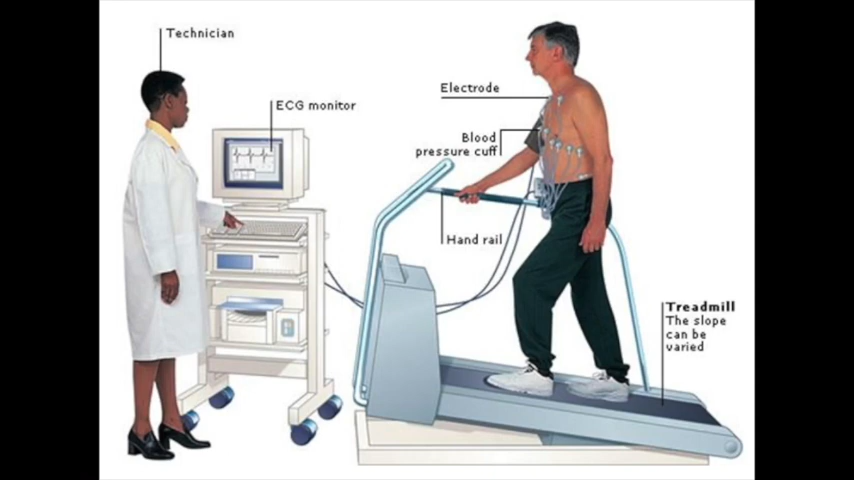 Technician
ECG monitor
Electrode
Blood
pressure cuff
Hand rail
Treadmill
The slope
can be
varied